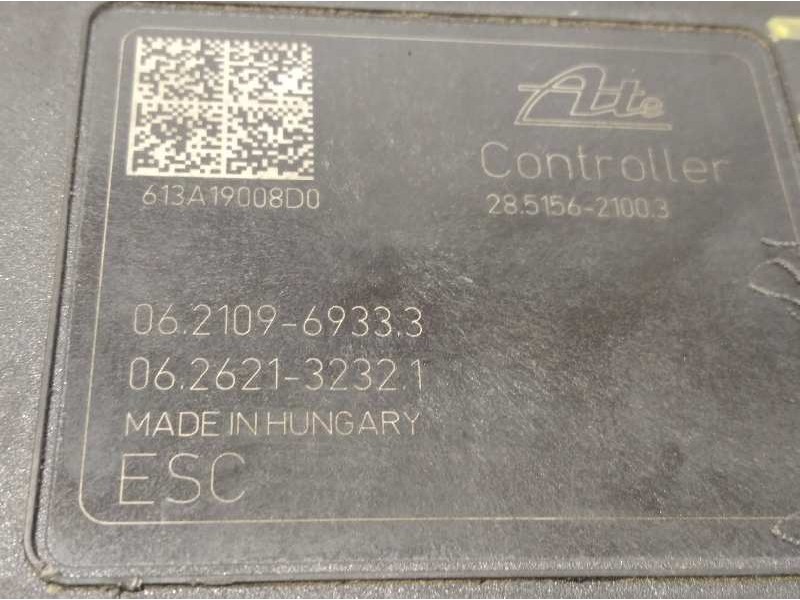 Ate
Controller
28.5156-2100.3
613A19008D0
06.2109-6933.3
06.2621-3232.1
MADE IN HUNGARY
ESC